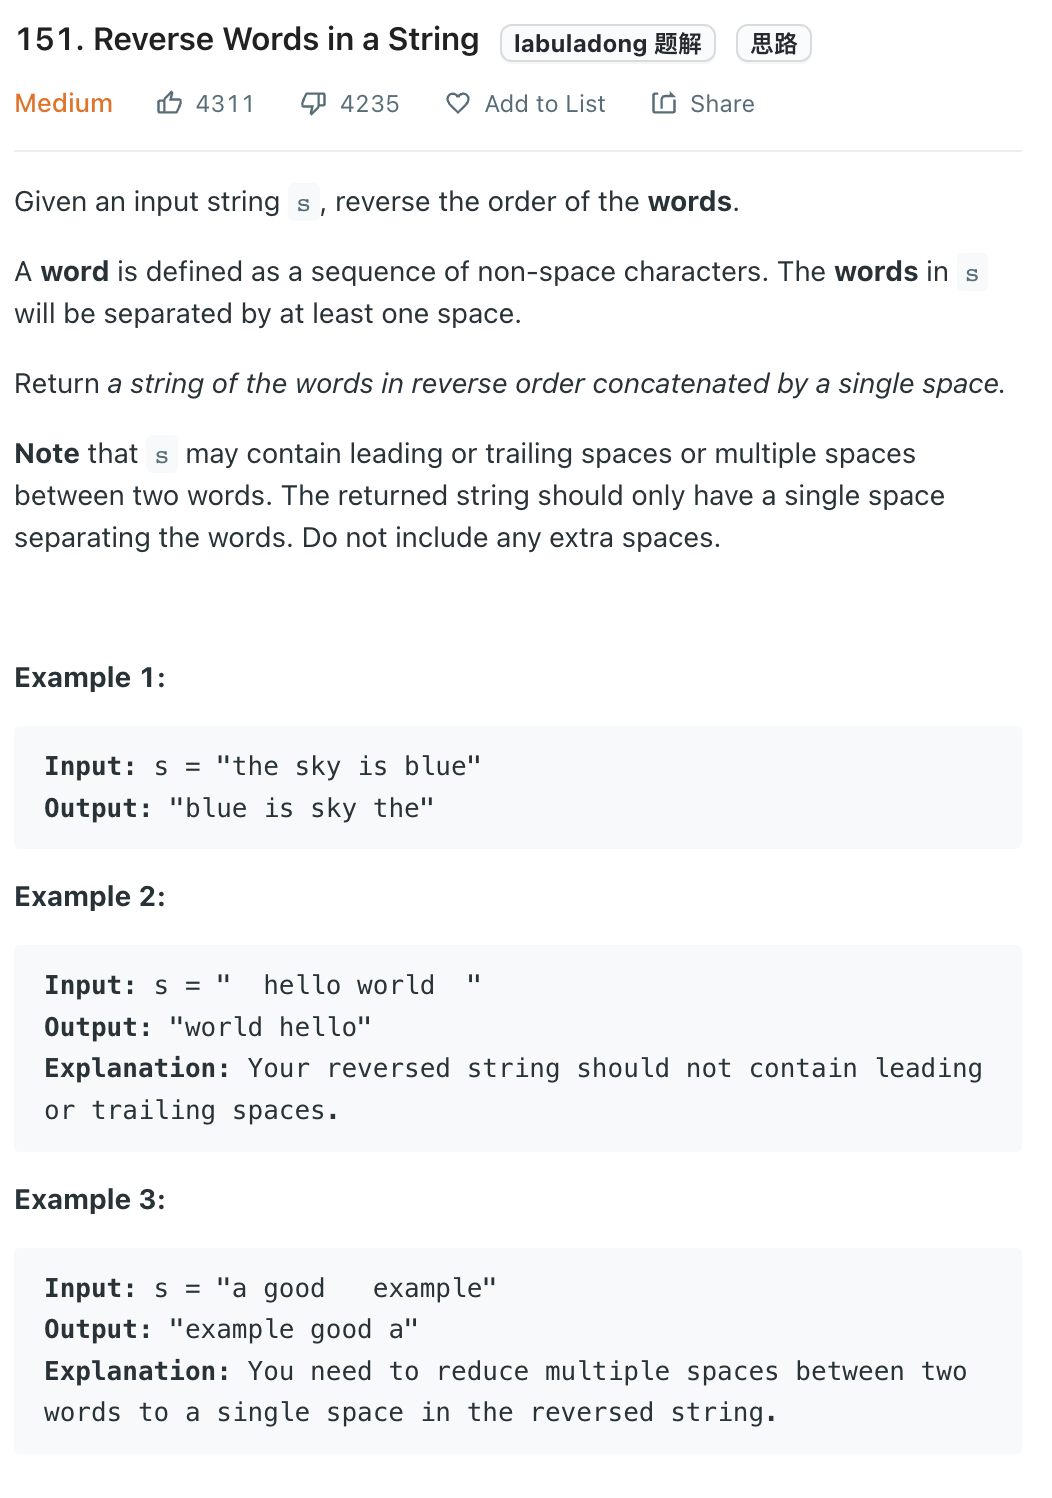 151. Reverse Words in a String labuladong 题解 思路
Medium 4311 4235 Add to List Share
Given an input string s, reverse the order of the words.
A word is defined as a sequence of non-space characters. The words in s
will be separated by at least one space.
Return a string of the words in reverse order concatenated by a single space.
Note that s may contain leading or trailing spaces or multiple spaces
between two words. The returned string should only have a single space
separating the words. Do not include any extra spaces.
Example 1:
Input: s = "the sky is blue"
Output: "blue is sky the"
Example 2:
Input: s = "  hello world  "
Output: "world hello"
Explanation: Your reversed string should not contain leading
or trailing spaces.
Example 3:
Input: s = "a good   example"
Output: "example good a"
Explanation: You need to reduce multiple spaces between two
words to a single space in the reversed string.